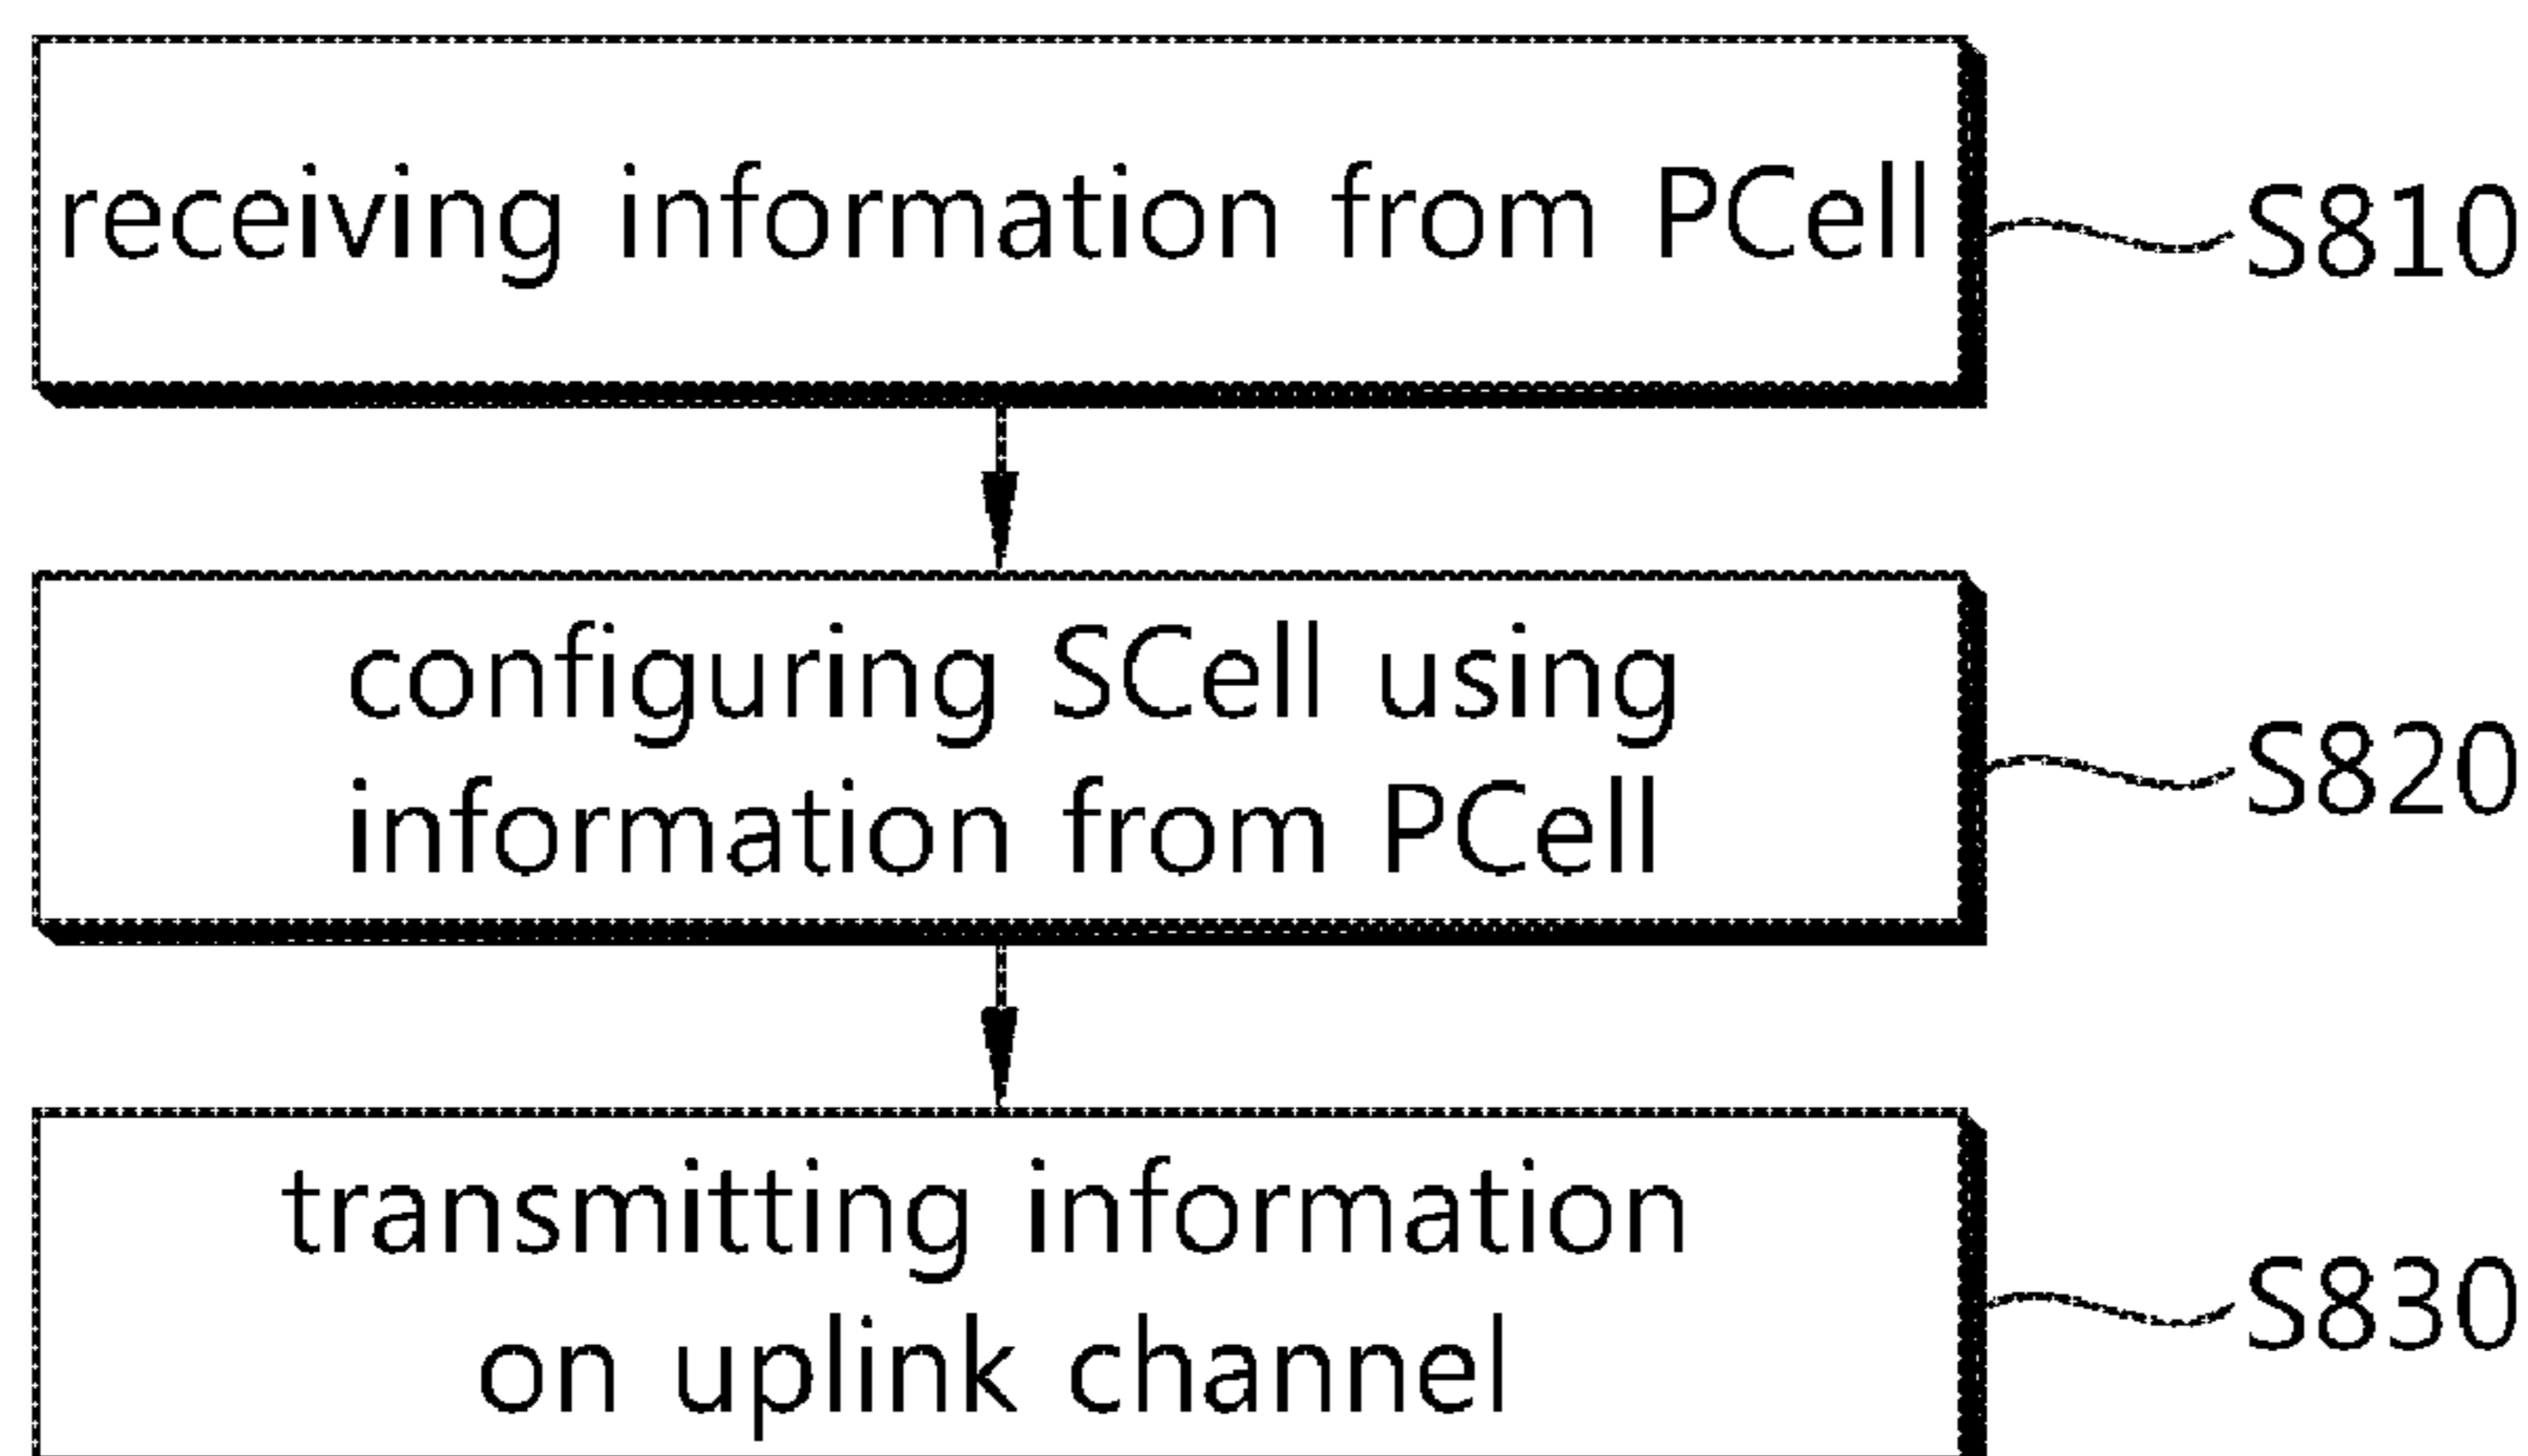 receiving information from PCell
S810
configuring SCell using
information from PCell
S820
transmitting information
on uplink channel
S830